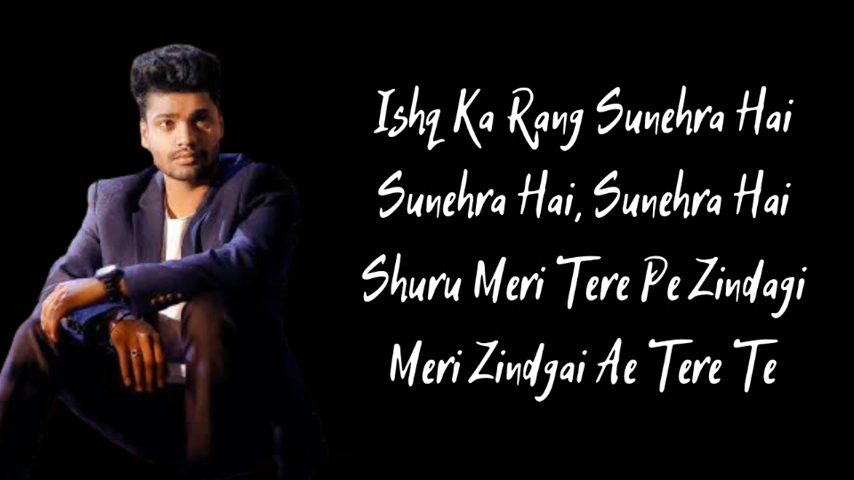 Ishq Ka Rang Sunehra Hai
Sunehra Hai, Sunehra Hai
Shuru Meri Tere Pe Zindagi
Meri Zindgai Ae Tere Te